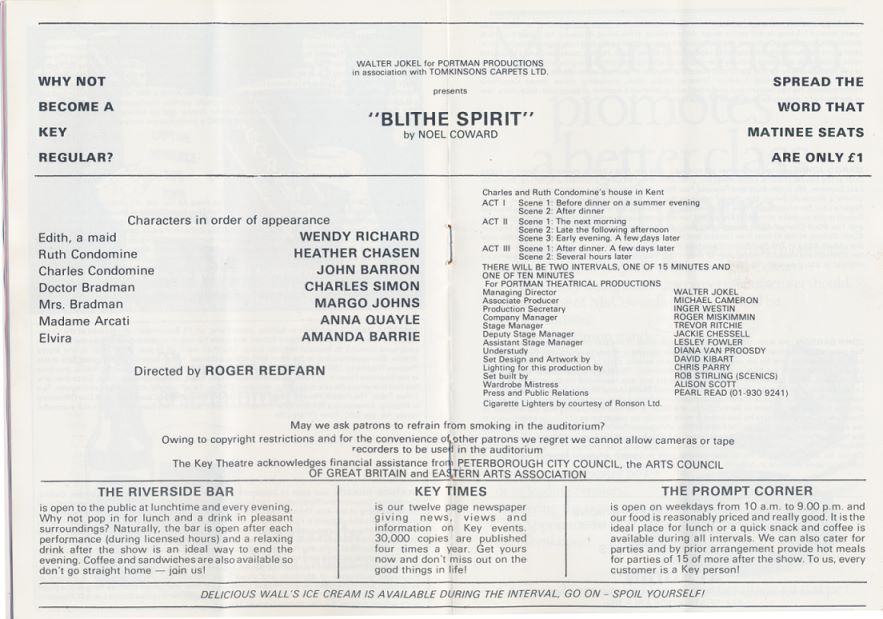 WHY NOT
BECOME A
KEY
REGULAR?
WALTER JOKEL for PORTMAN PRODUCTIONS
in association with TOMKINSONS CARPETS LTD.
presents
"BLITHE SPIRIT"
by NOEL COWARD
SPREAD THE
WORD THAT
MATINEE SEATS
ARE ONLY £1
Characters in order of appearance
Edith, a maid WENDY RICHARD
Ruth Condomine HEATHER CHASEN
Charles Condomine JOHN BARRON
Doctor Bradman CHARLES SIMON
Mrs. Bradman MARGO JOHNS
Madame Arcati ANNA QUAYLE
Elvira AMANDA BARRIE
Directed by ROGER REDFARN
Charles and Ruth Condomine's house in Kent
ACT I Scene 1: Before dinner on a summer evening
Scene 2: After dinner
ACT II Scene 1: The next morning
Scene 2: Late the following afternoon
Scene 3: Early evening. A few days later
ACT III Scene 1: After dinner. A few days later
Scene 2: Several hours later
THERE WILL BE TWO INTERVALS, ONE OF 15 MINUTES AND
ONE OF TEN MINUTES
For PORTMAN THEATRICAL PRODUCTIONS
Managing Director WALTER JOKEL
Associate Producer MICHAEL CAMERON
Production Secretary INGER WESTIN
Company Manager ROGER MISKIMMIN
Stage Manager TREVOR RITCHIE
Deputy Stage Manager JACKIE CHESSELL
Assistant Stage Manager LESLEY FOWLER
Understudy DIANA VAN PROOSDY
Set Design and Artwork by DAVID KIBART
Lighting for this production by CHRIS PARRY
Set built by ROB STIRLING (SCENICS)
Wardrobe Mistress ALISON SCOTT
Press and Public Relations PEARL READ (01-930 9241)
Cigarette Lighters by courtesy of Ronson Ltd.
May we ask patrons to refrain from smoking in the auditorium?
Owing to copyright restrictions and for the convenience of other patrons we regret we cannot allow cameras or tape
recorders to be used in the auditorium
The Key Theatre acknowledges financial assistance from PETERBOROUGH CITY COUNCIL, the ARTS COUNCIL
OF GREAT BRITAIN and EASTERN ARTS ASSOCIATION
THE RIVERSIDE BAR
is open to the public at lunchtime and every evening.
Why not pop in for lunch and a drink in pleasant
surroundings? Naturally, the bar is open after each
performance (during licensed hours) and a relaxing
drink after the show is an ideal way to end the
evening. Coffee and sandwiches are also available so
don't go straight home — join us!
KEY TIMES
is our twelve page newspaper
giving news, views and
information on Key events.
30,000 copies are published
four times a year. Get yours
now and don't miss out on the
good things in life!
THE PROMPT CORNER
is open on weekdays from 10 a.m. to 9.00 p.m. and
our food is reasonably priced and really good. It is the
ideal place for lunch or a quick snack and coffee is
available during all intervals. We can also cater for
parties and by prior arrangement provide hot meals
for parties of 15 of more after the show. To us, every
customer is a Key person!
DELICIOUS WALL'S ICE CREAM IS AVAILABLE DURING THE INTERVAL, GO ON – SPOIL YOURSELF!